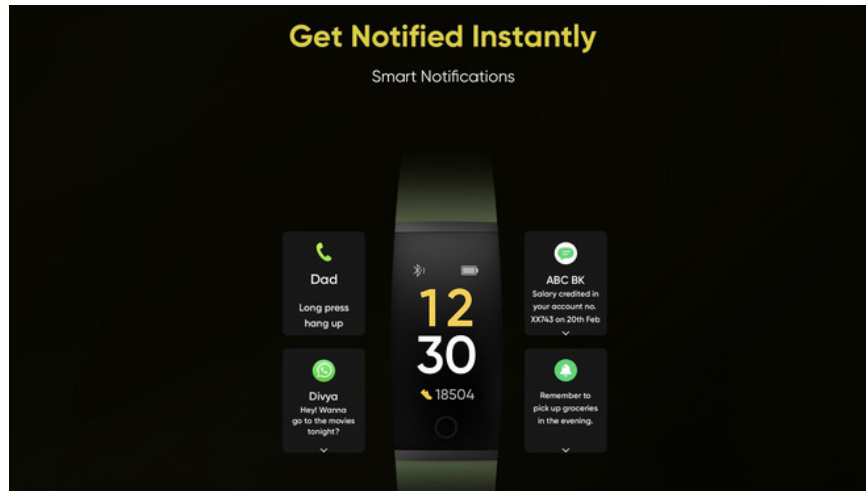 Get Notified Instantly
Smart Notifications
Dad
Long press
hang up
Divya
Hey! Wanna
go to the movies
tonight?
12
30
18504
ABC BK
Salary credited in
your account no.
XX743 on 20th Feb
Remember to
pick up groceries
in the evening.